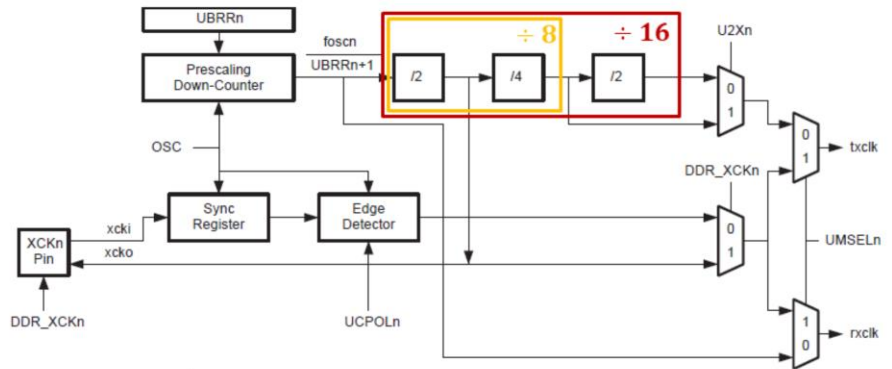 UBRRn
foscn
÷ 8
÷ 16
U2Xn
Prescaling
Down-Counter
UBRRn+1
/2
/4
/2
0
1
OSC
0
1
txclk
DDR_XCKn
Sync
Register
Edge
Detector
0
1
UMSELn
xcki
XCKn
Pin
xcko
DDR_XCKn
UCPOLn
1
0
rxclk